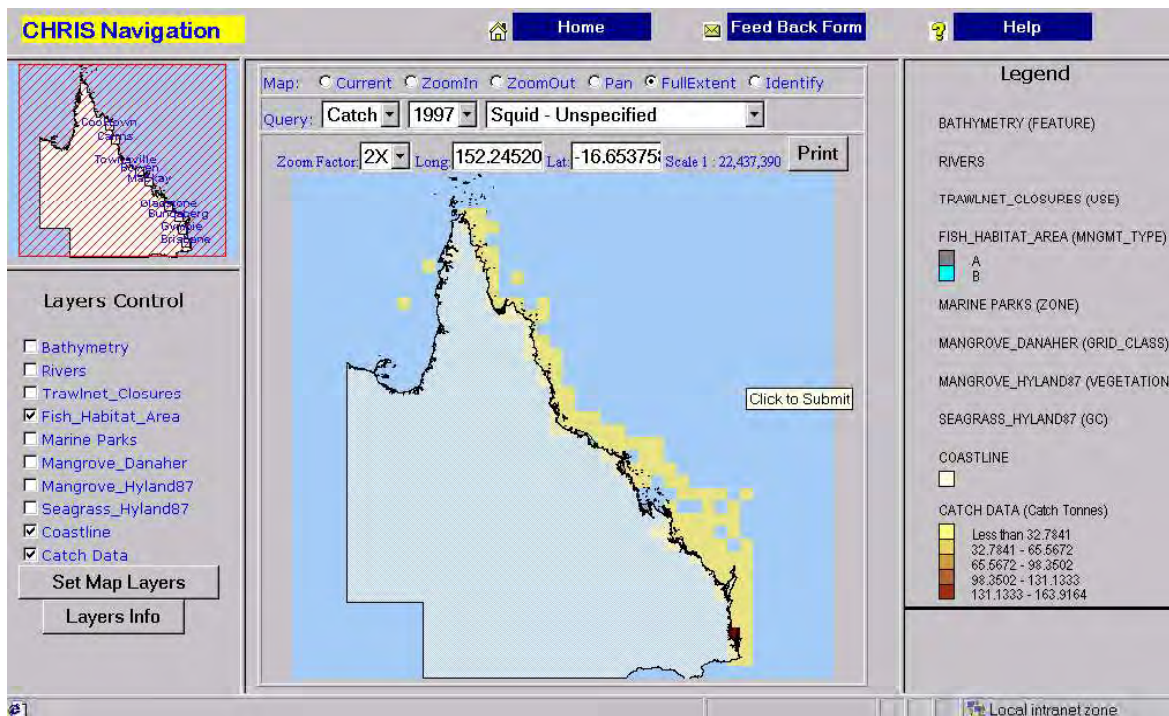 CHRIS Navigation
Home
Feed Back Form
Help
Cooktown
Cairns
Townsville
Bowen
Mackay
Gladstone
Bundaberg
Gympie
Brisbane
Layers Control
Bathymetry
Rivers
Trawlnet_Closures
Fish_Habitat_Area
Marine Parks
Mangrove_Danaher
Mangrove_Hyland87
Seagrass_Hyland87
Coastline
Catch Data
Set Map Layers
Layers Info
Map: Current ZoomIn ZoomOut Pan FullExtent Identify
Query: Catch 1997 Squid - Unspecified
Zoom Factor: 2X Long: 152.24520 Lat: -16.65375 Scale 1 : 22,437,390 Print
Click to Submit
Legend
BATHYMETRY (FEATURE)
RIVERS
TRAWLNET_CLOSURES (USE)
FISH_HABITAT_AREA (MNGMT_TYPE)
A
B
MARINE PARKS (ZONE)
MANGROVE_DANAHER (GRID_CLASS)
MANGROVE_HYLAND87 (VEGETATION
SEAGRASS_HYLAND87 (GC)
COASTLINE
CATCH DATA (Catch Tonnes)
Less than 32.7841
32.7841 - 65.5672
65.5672 - 98.3502
98.3502 - 131.1333
131.1333 - 163.9164
Local intranet zone